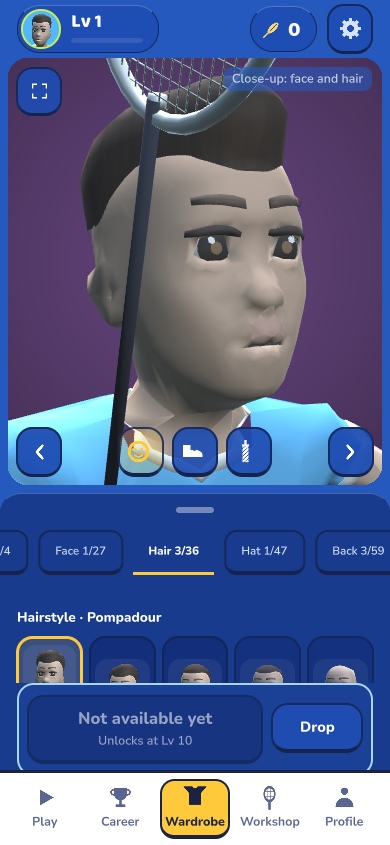 Lv 1
0
Close-up: face and hair
/4
Face 1/27
Hair 3/36
Hat 1/47
Back 3/59
Hairstyle · Pompadour
Not available yet
Unlocks at Lv 10
Drop
Play
Career
Wardrobe
Workshop
Profile